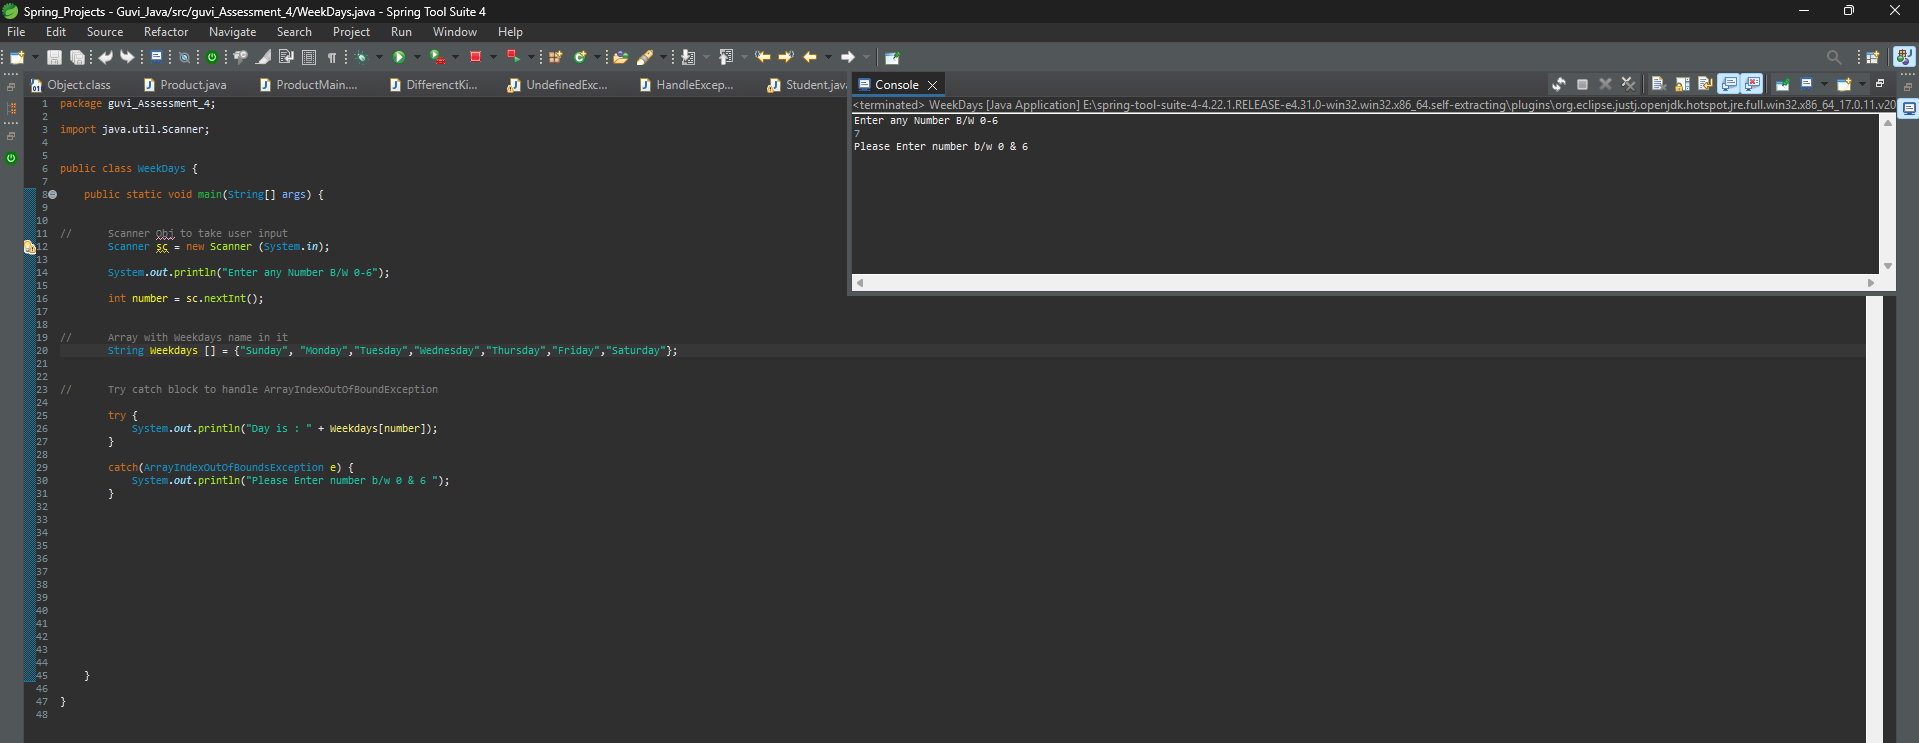 Spring_Projects - Guvi_Java/src/guvi_Assessment_4/WeekDays.java - Spring Tool Suite 4
File Edit Source Refactor Navigate Search Project Run Window Help
Object.class Product.java ProductMain.... DifferenctKi... UndefinedExc... HandleExcep... Student.java
Console
<terminated> WeekDays [Java Application] E:\spring-tool-suite-4-4.22.1.RELEASE-e4.31.0-win32.win32.x86_64.self-extracting\plugins\org.eclipse.justj.openjdk.hotspot.jre.full.win32.x86_64_17.0.11.v20
Enter any Number B/W 0-6
7
Please Enter number b/w 0 & 6
1 package guvi_Assessment_4;
2
3 import java.util.Scanner;
4
5
6 public class WeekDays {
7
8 public static void main(String[] args) {
9
10
11 // Scanner Obj to take user input
12 Scanner sc = new Scanner (System.in);
13
14 System.out.println("Enter any Number B/W 0-6");
15
16 int number = sc.nextInt();
17
18
19 // Array with Weekdays name in it
20 String Weekdays [] = {"Sunday", "Monday","Tuesday","Wednesday","Thursday","Friday","Saturday"};
21
22
23 // Try catch block to handle ArrayIndexOutOfBoundException
24
25 try {
26 System.out.println("Day is : " + Weekdays[number]);
27 }
28
29 catch(ArrayIndexOutOfBoundsException e) {
30 System.out.println("Please Enter number b/w 0 & 6 ");
31 }
32
33
34
35
36
37
38
39
40
41
42
43
44
45 }
46
47 }
48